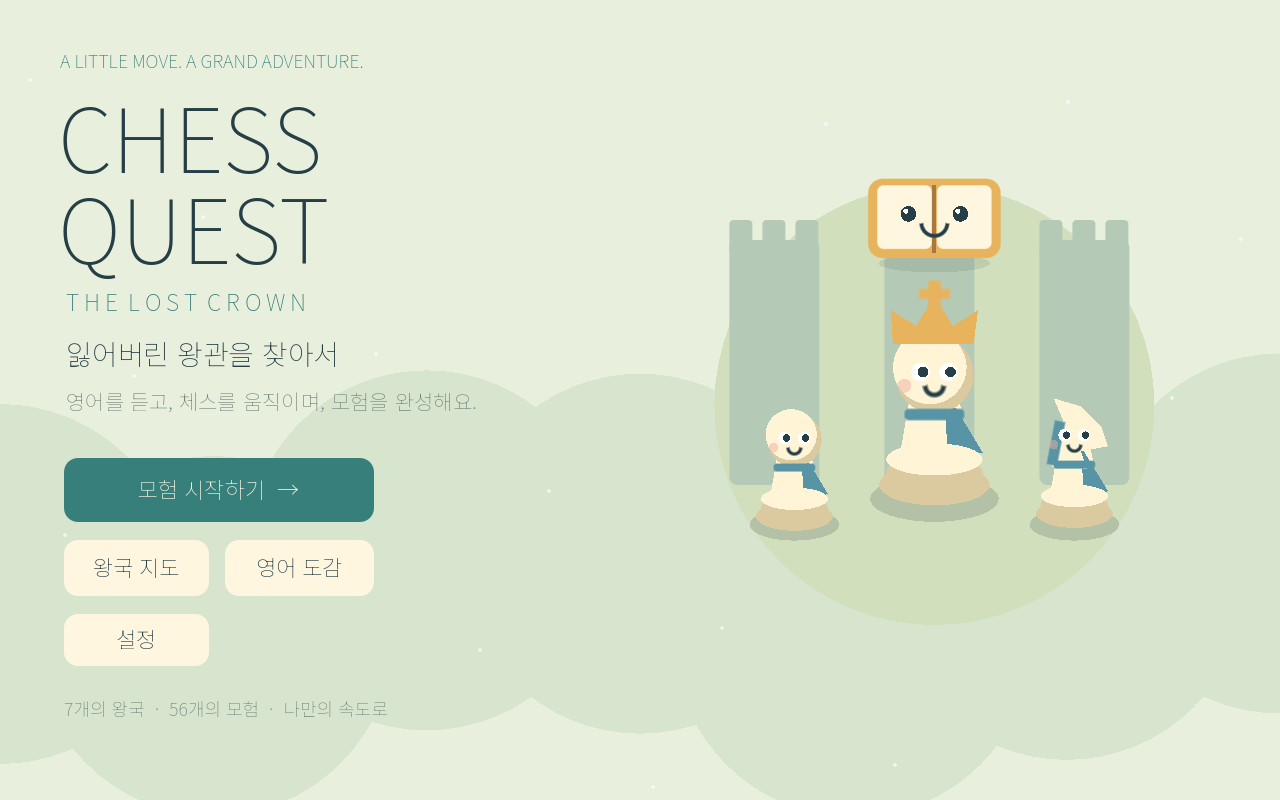 A LITTLE MOVE. A GRAND ADVENTURE.
CHESS
QUEST
THE LOST CROWN
잃어버린 왕관을 찾아서
영어를 듣고, 체스를 움직이며, 모험을 완성해요.
모험 시작하기 →
왕국 지도
영어 도감
설정
7개의 왕국 · 56개의 모험 · 나만의 속도로